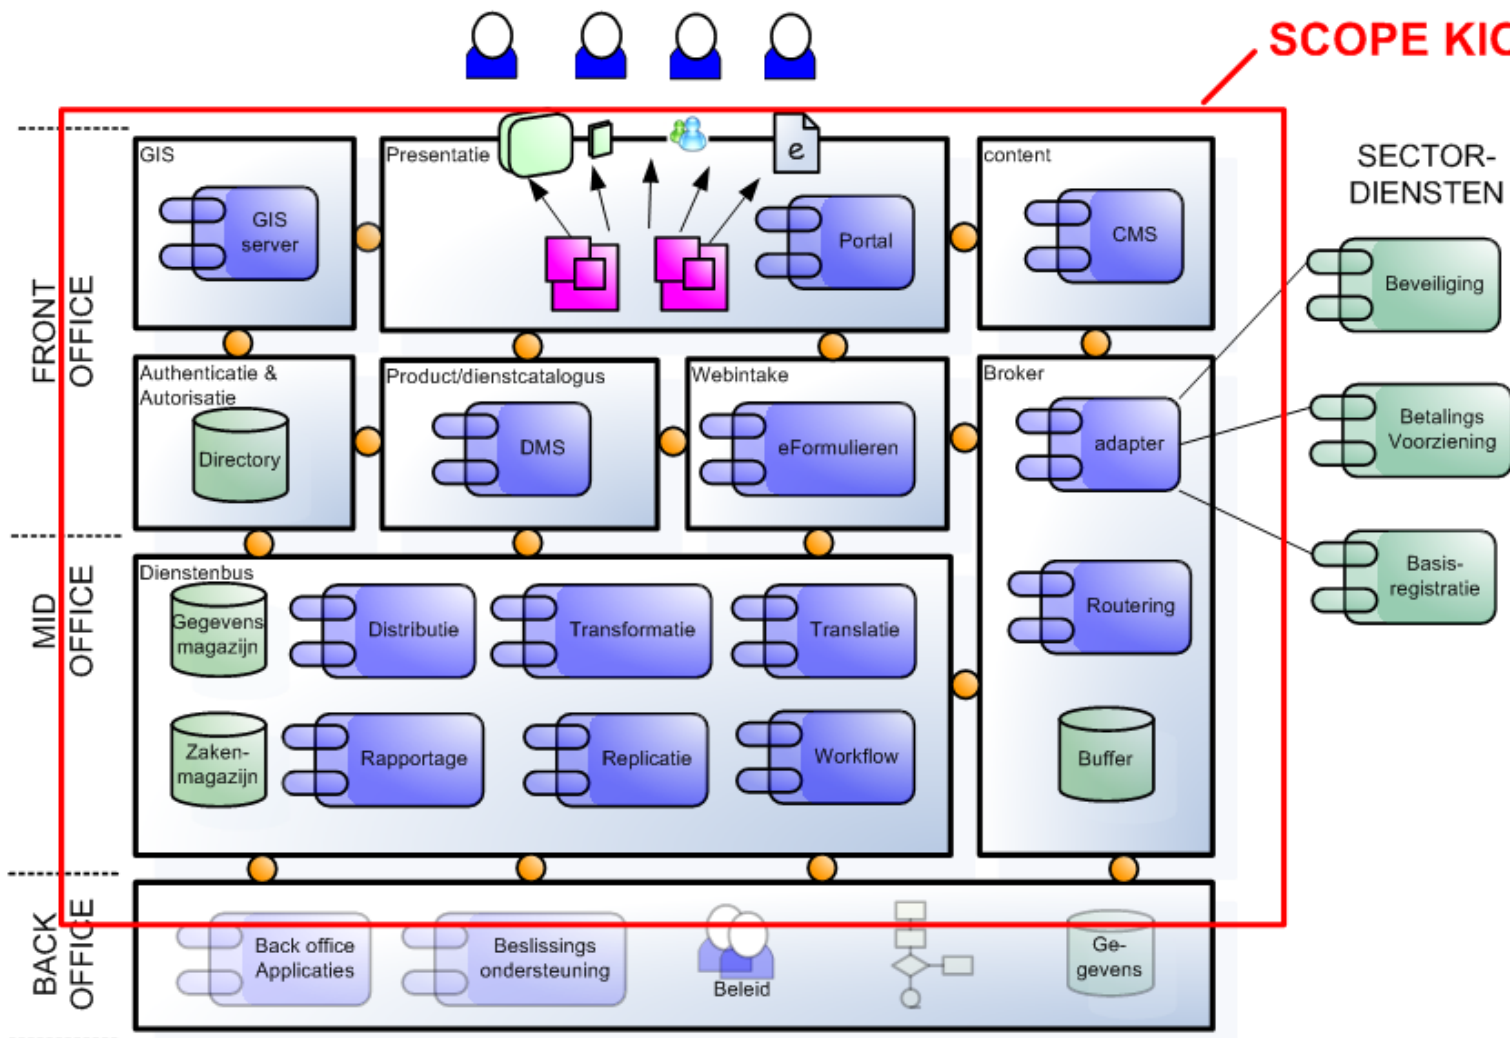 SCOPE KIC
GIS
Presentatie
content
e
SECTOR-
DIENSTEN
GIS
server
Portal
CMS
Beveiliging
FRONT
OFFICE
Authenticatie &
Autorisatie
Product/dienstcatalogus
Webintake
Broker
Directory
DMS
eFormulieren
adapter
Betalings
Voorziening
MID
OFFICE
Dienstenbus
Gegevens
magazijn
Distributie
Transformatie
Translatie
Routering
Basis-
registratie
Zaken-
magazijn
Rapportage
Replicatie
Workflow
Buffer
BACK
OFFICE
Back office
Applicaties
Beslissings
ondersteuning
Beleid
Ge-
gevens